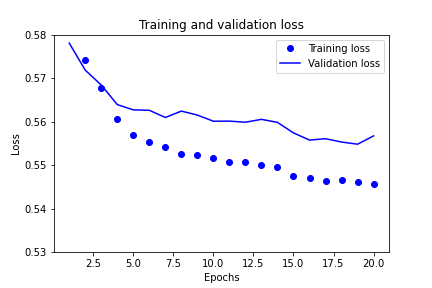 Training and validation loss
0.58
0.57
0.56
0.55
0.54
0.53
Loss
Training loss
Validation loss
2.5 5.0 7.5 10.0 12.5 15.0 17.5 20.0
Epochs